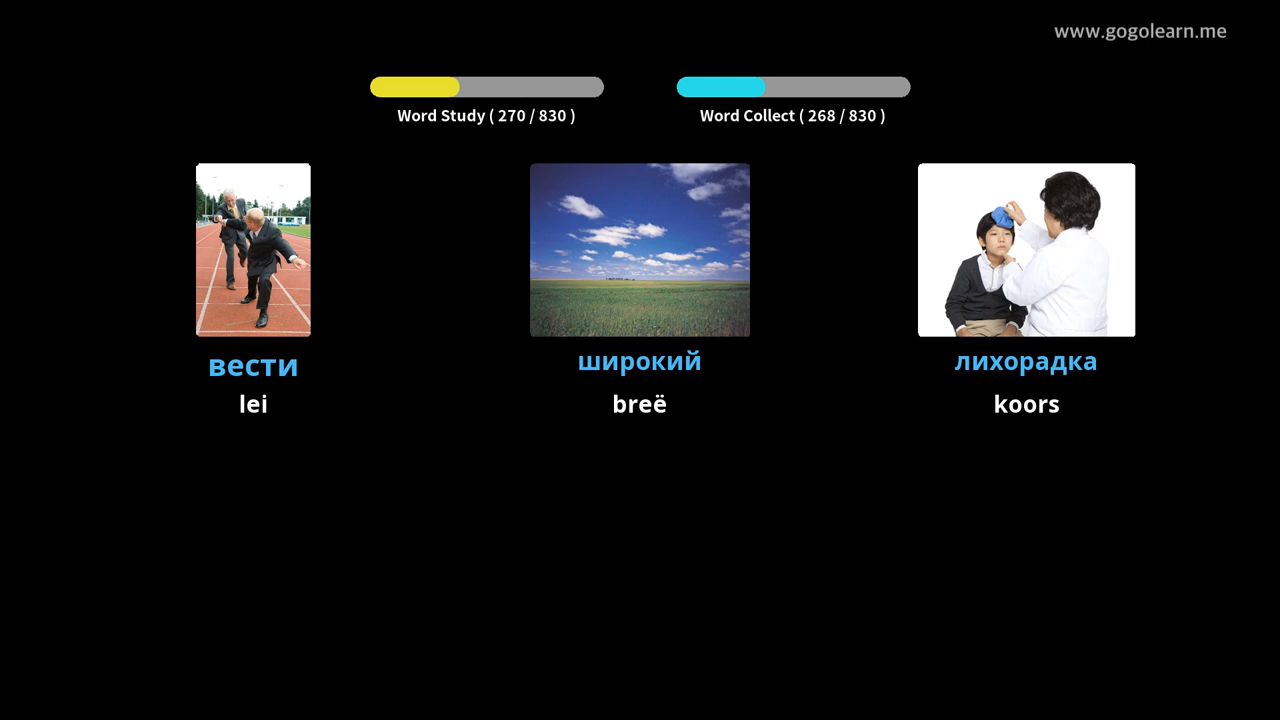 www.gogolearn.me
Word Study ( 270 / 830 )
Word Collect ( 268 / 830 )
вести
широкий
лихорадка
lei
breë
koors